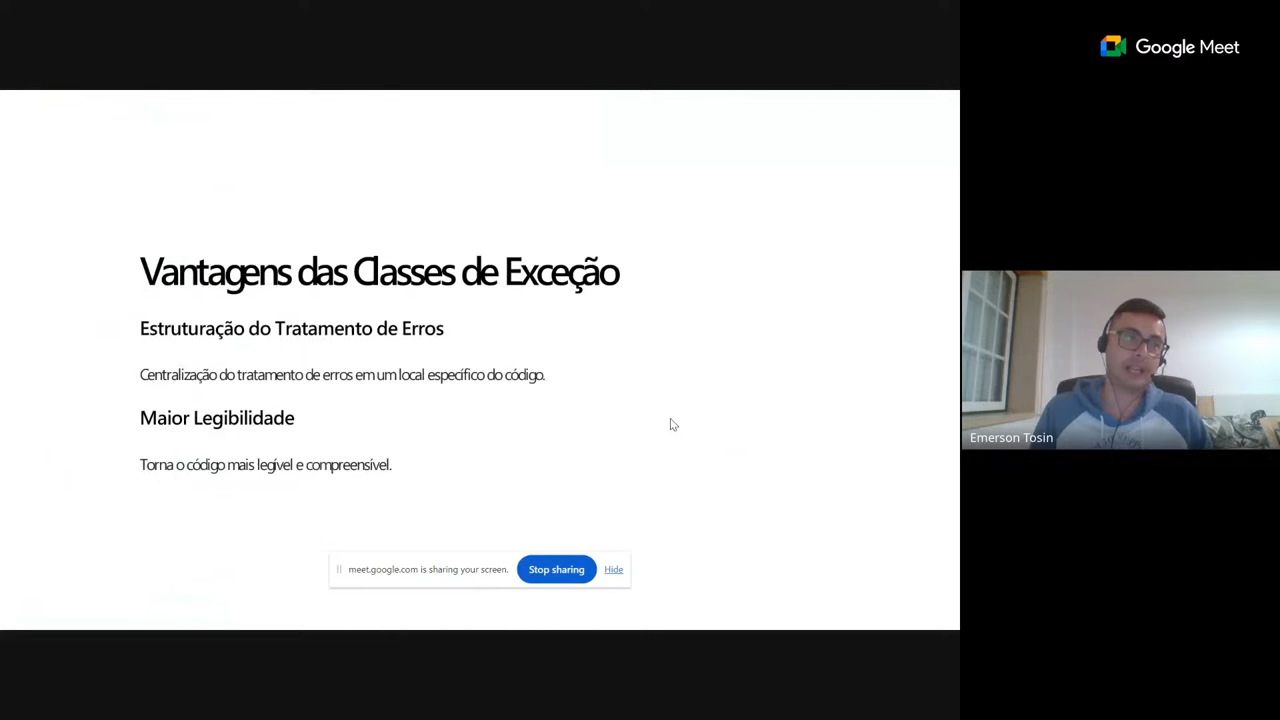 Google Meet
Vantagens das Classes de Exceção
Estruturação do Tratamento de Erros
Centralização do tratamento de erros em um local específico do código.
Maior Legibilidade
Torna o código mais legível e compreensível.
Emerson Tosin
meet.google.com is sharing your screen. Stop sharing Hide